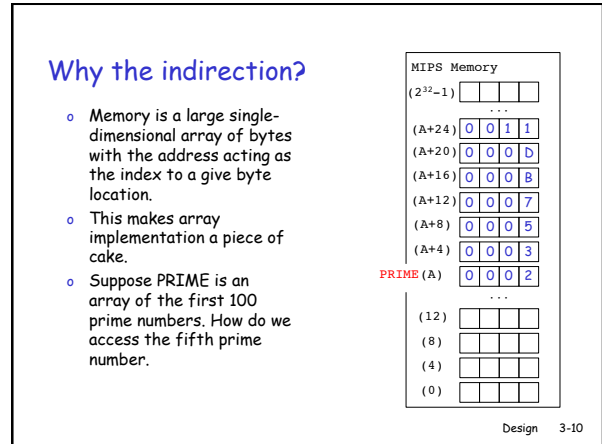 Why the indirection?
o Memory is a large single-
dimensional array of bytes
with the address acting as
the index to a give byte
location.
o This makes array
implementation a piece of
cake.
o Suppose PRIME is an
array of the first 100
prime numbers. How do we
access the fifth prime
number.
MIPS Memory
(2³²-1)
...
(A+24) 0 0 1 1
(A+20) 0 0 0 D
(A+16) 0 0 0 B
(A+12) 0 0 0 7
(A+8) 0 0 0 5
(A+4) 0 0 0 3
PRIME(A) 0 0 0 2
...
(12)
(8)
(4)
(0)
Design 3-10